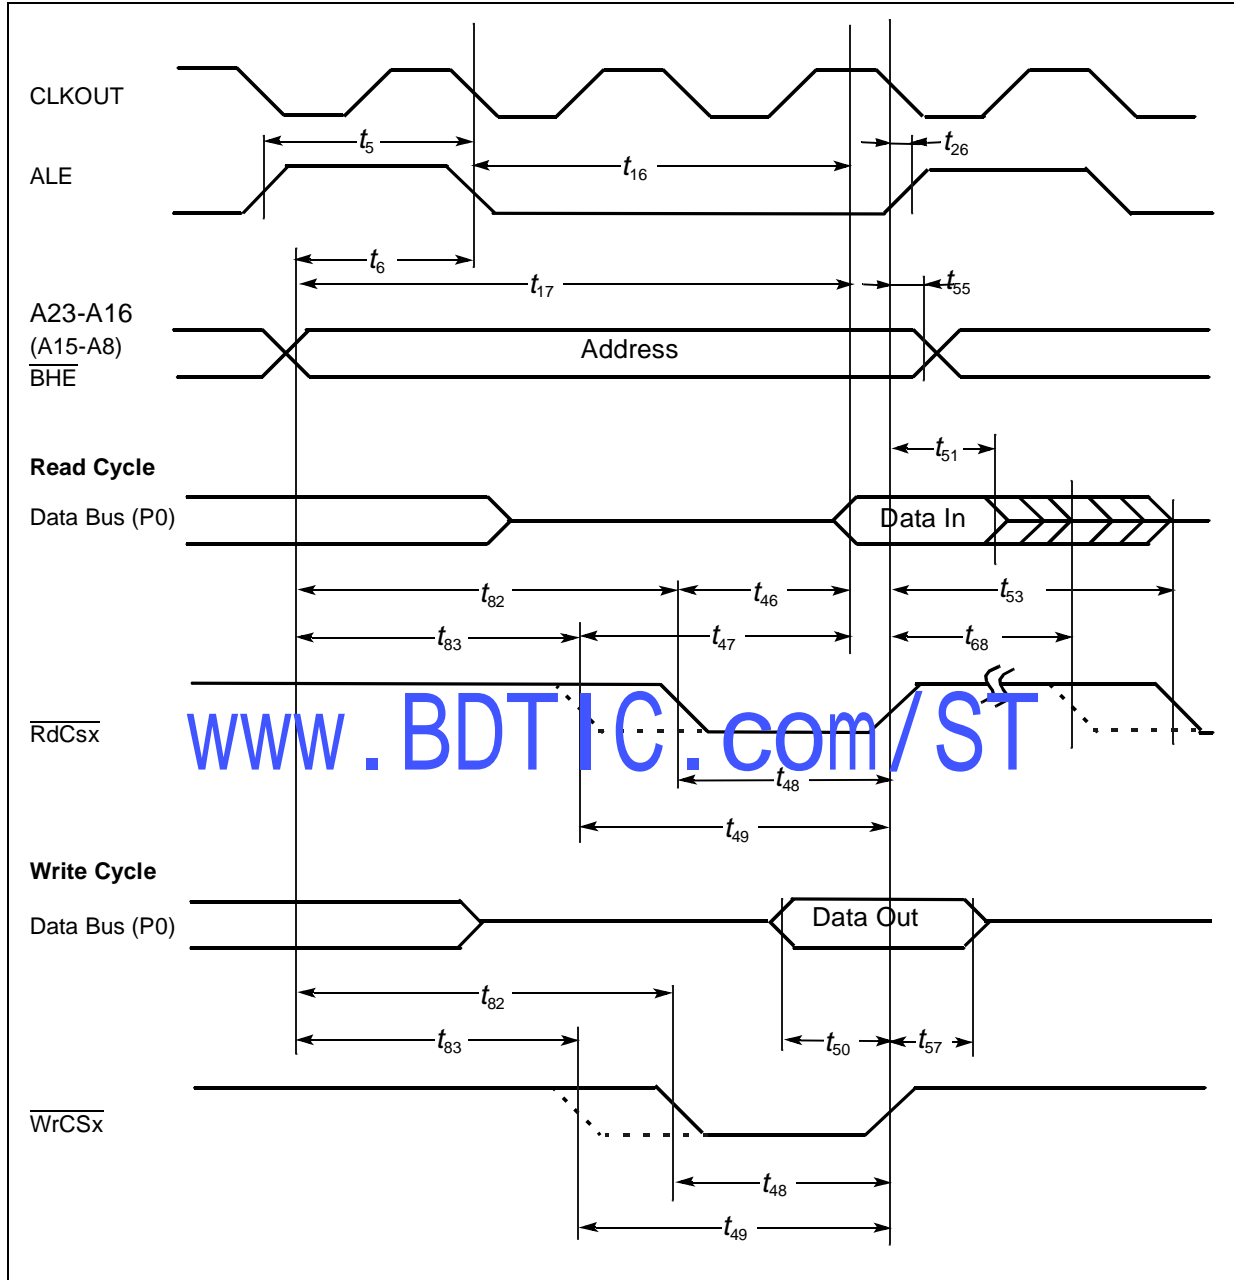 CLKOUT
t5
t26
ALE
t16
t6
t17
t55
A23-A16
(A15-A8)
BHE
Address
t51
Read Cycle
Data Bus (P0)
Data In
t82
t46
t53
t83
t47
t68
RdCsx
www.BDTIC.com/ST
t48
t49
Write Cycle
Data Bus (P0)
Data Out
t82
t83
t50
t57
WrCSx
t48
t49